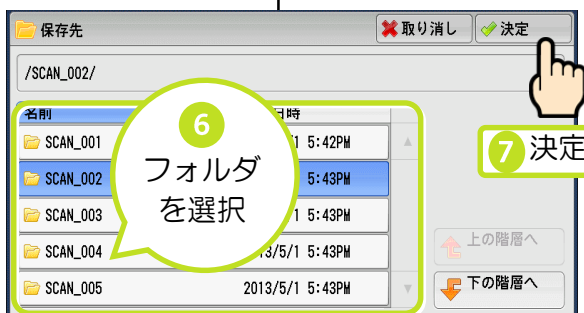 保存先
取り消し
決定
/SCAN_002/
名前 日時
SCAN_001 /1 5:42PM
SCAN_002 5:43PM
SCAN_003 1 5:43PM
SCAN_004 3/5/1 5:43PM
SCAN_005 2013/5/1 5:43PM
6
フォルダ
を選択
7 決定
上の階層へ
下の階層へ